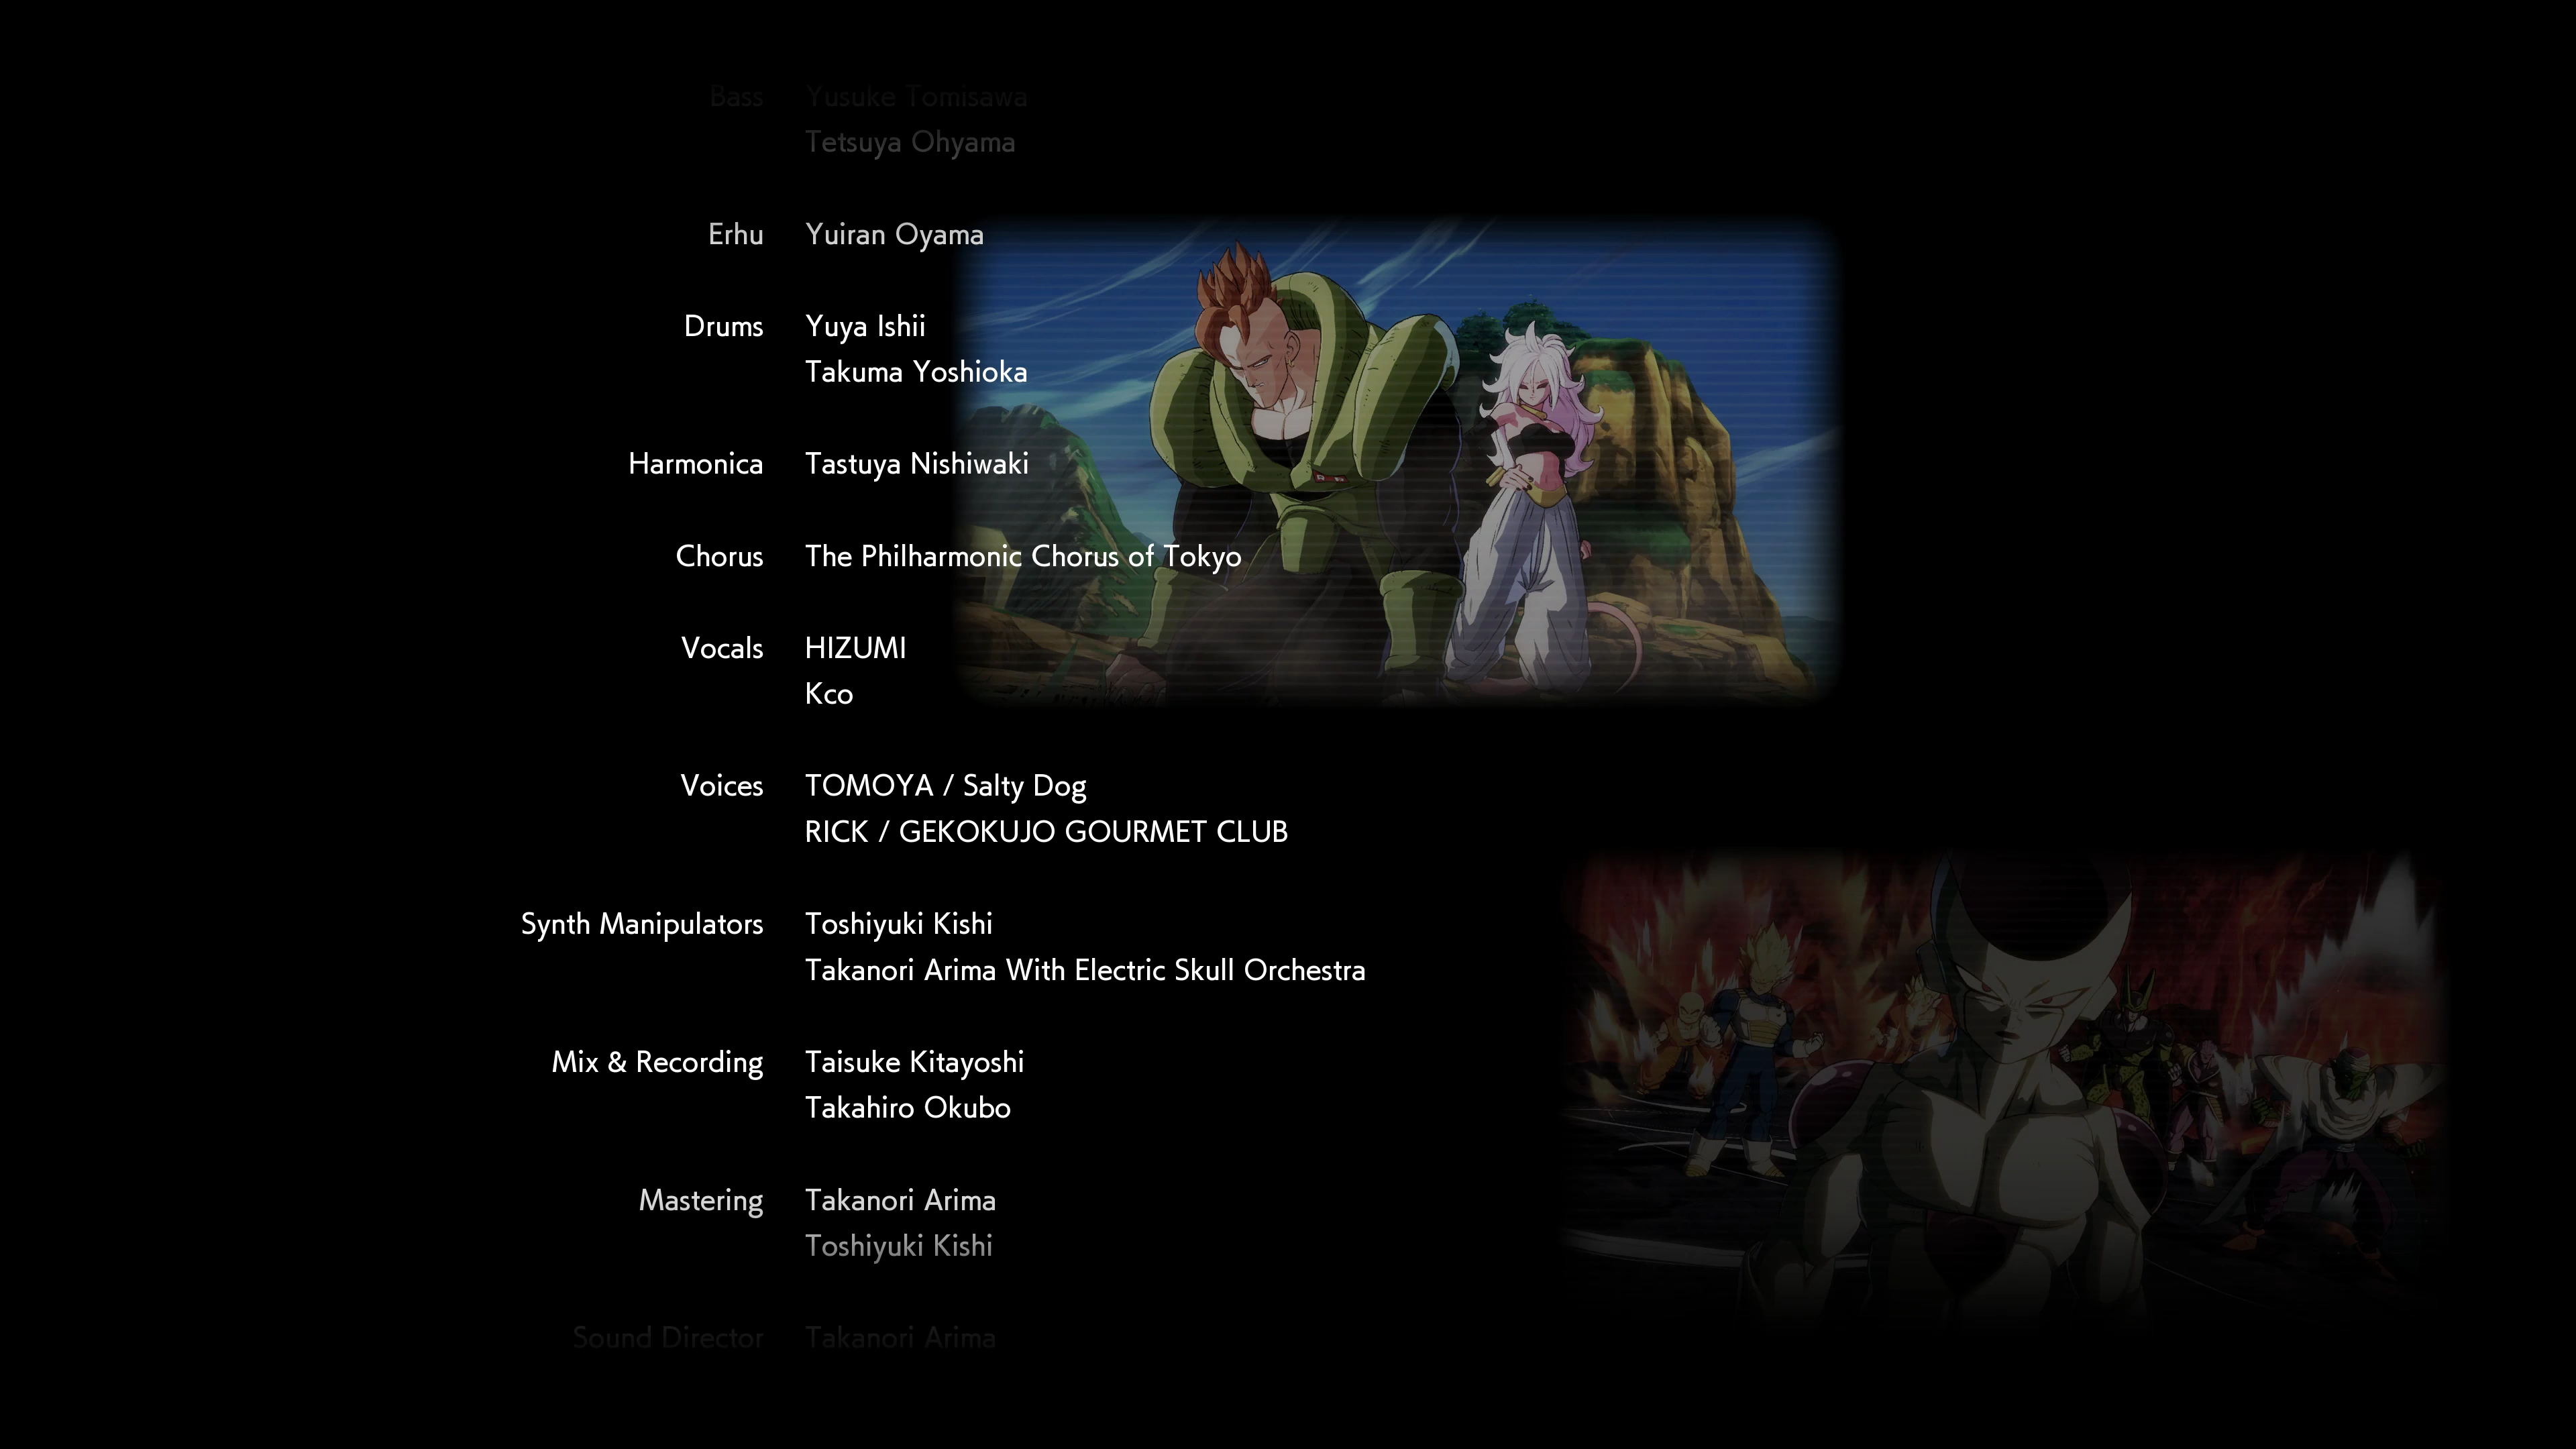 Bass Yusuke Tomisawa
Tetsuya Ohyama
Erhu Yuiran Oyama
Drums Yuya Ishii
Takuma Yoshioka
Harmonica Tastuya Nishiwaki
Chorus The Philharmonic Chorus of Tokyo
Vocals HIZUMI
Kco
Voices TOMOYA / Salty Dog
RICK / GEKOKUJO GOURMET CLUB
Synth Manipulators Toshiyuki Kishi
Takanori Arima With Electric Skull Orchestra
Mix & Recording Taisuke Kitayoshi
Takahiro Okubo
Mastering Takanori Arima
Toshiyuki Kishi
Sound Director Takanori Arima